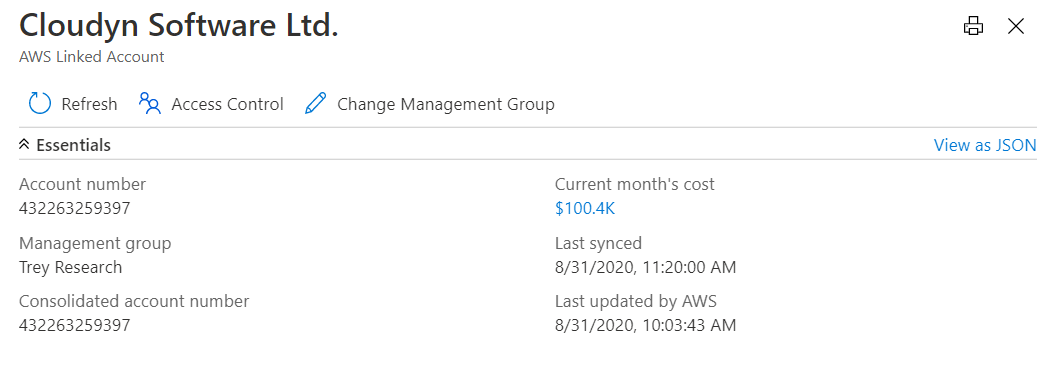 Cloudyn Software Ltd.
AWS Linked Account
Refresh Access Control Change Management Group
Essentials View as JSON
Account number
432263259397
Management group
Trey Research
Consolidated account number
432263259397
Current month's cost
$100.4K
Last synced
8/31/2020, 11:20:00 AM
Last updated by AWS
8/31/2020, 10:03:43 AM